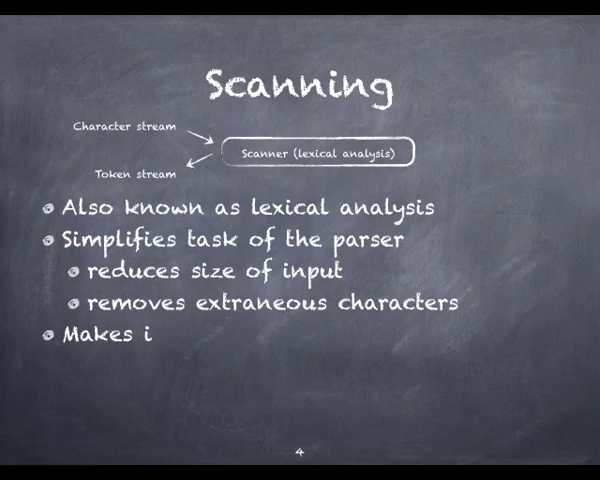 Scanning
Character stream
Scanner (lexical analysis)
Token stream
Also known as lexical analysis
Simplifies task of the parser
reduces size of input
removes extraneous characters
Makes i
4